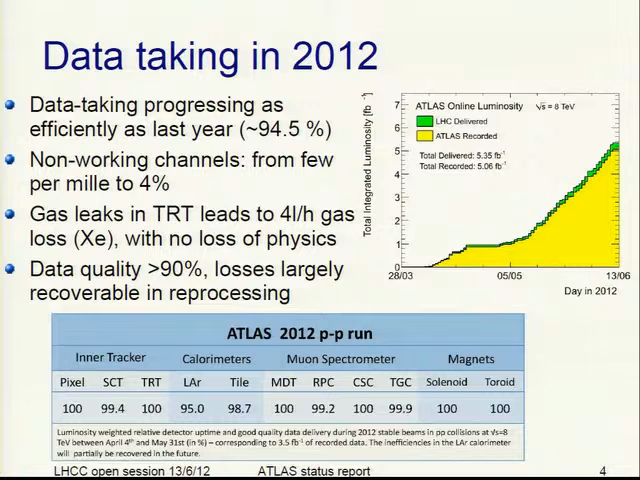 Data taking in 2012
Data-taking progressing as
efficiently as last year (~94.5 %)
Non-working channels: from few
per mille to 4%
Gas leaks in TRT leads to 4l/h gas
loss (Xe), with no loss of physics
Data quality >90%, losses largely
recoverable in reprocessing
Total Integrated Luminosity [fb⁻¹]
7
6
5
4
3
2
1
0
ATLAS Online Luminosity √s = 8 TeV
LHC Delivered
ATLAS Recorded
Total Delivered: 5.35 fb⁻¹
Total Recorded: 5.06 fb⁻¹
28/03 05/05 13/06
Day in 2012
ATLAS 2012 p-p run
Inner Tracker Calorimeters Muon Spectrometer Magnets
Pixel SCT TRT LAr Tile MDT RPC CSC TGC Solenoid Toroid
100 99.4 100 95.0 98.7 100 99.2 100 99.9 100 100
Luminosity weighted relative detector uptime and good quality data delivery during 2012 stable beams in pp collisions at √s=8
TeV between April 4th and May 31st (in %) – corresponding to 3.5 fb⁻¹ of recorded data. The inefficiencies in the LAr calorimeter
will partially be recovered in the future.
LHCC open session 13/6/12 ATLAS status report 4